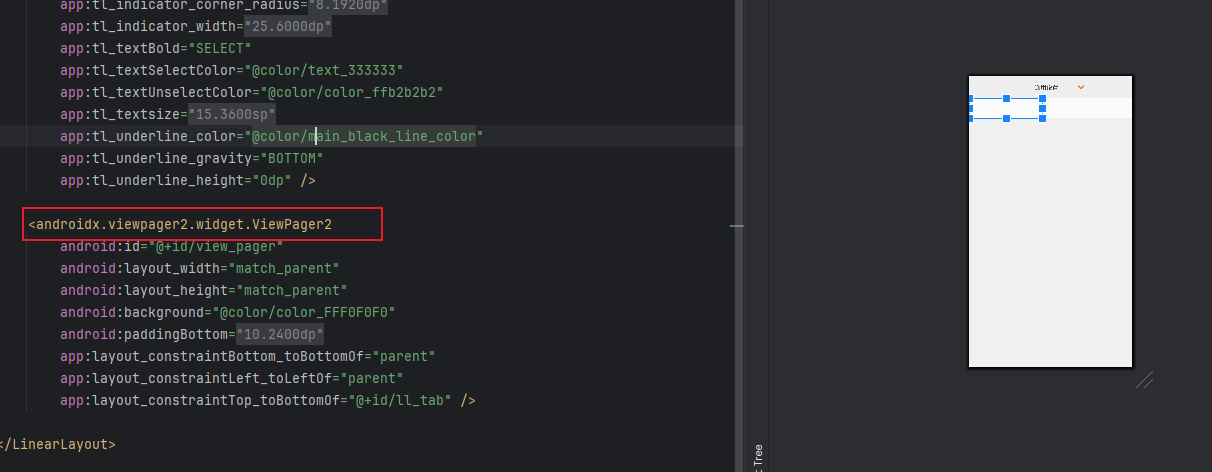 app:tl_indicator_corner_radius="8.1920dp"
app:tl_indicator_width="25.6000dp"
app:tl_textBold="SELECT"
app:tl_textSelectColor="@color/text_333333"
app:tl_textUnselectColor="@color/color_ffb2b2b2"
app:tl_textsize="15.3600sp"
app:tl_underline_color="@color/main_black_line_color"
app:tl_underline_gravity="BOTTOM"
app:tl_underline_height="0dp" />
<androidx.viewpager2.widget.ViewPager2
android:id="@+id/view_pager"
android:layout_width="match_parent"
android:layout_height="match_parent"
android:background="@color/color_FFF0F0F0"
android:paddingBottom="10.2400dp"
app:layout_constraintBottom_toBottomOf="parent"
app:layout_constraintLeft_toLeftOf="parent"
app:layout_constraintTop_toBottomOf="@+id/ll_tab" />
</LinearLayout>
Tree